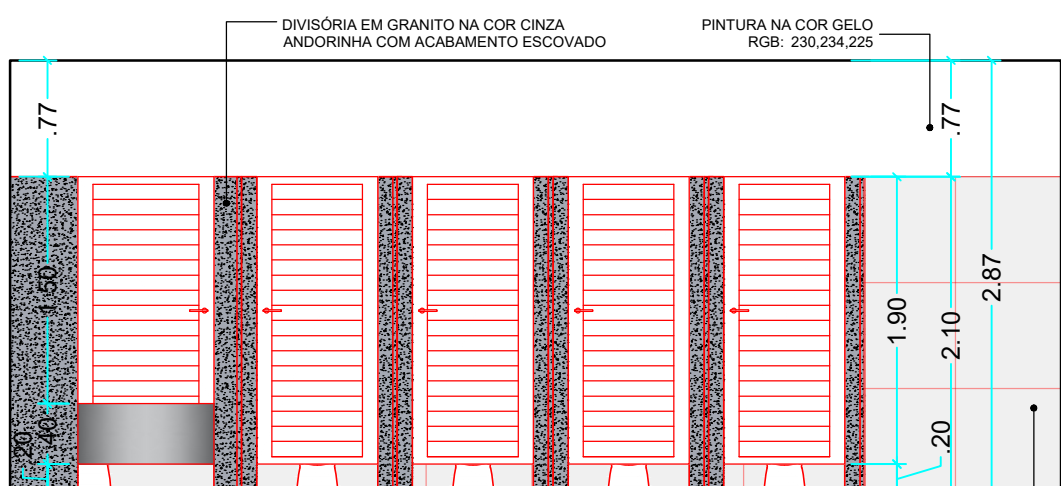 DIVISÓRIA EM GRANITO NA COR CINZA
ANDORINHA COM ACABAMENTO ESCOVADO
PINTURA NA COR GELO
RGB: 230,234,225
.77
.77
1.50
2.87
1.90
2.10
.20
.40
.20